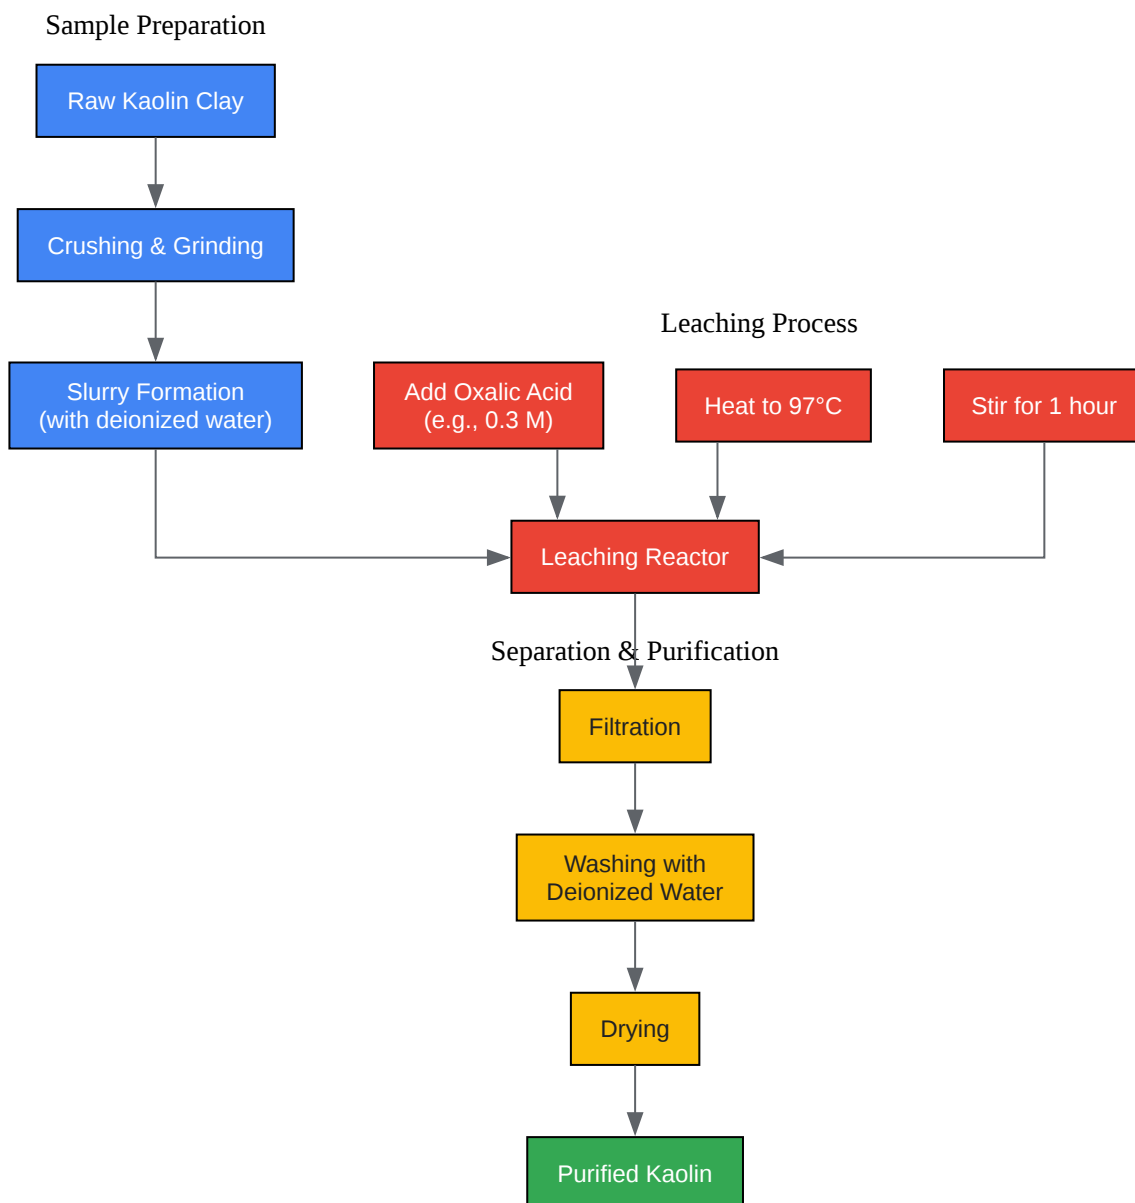 Sample Preparation
Raw Kaolin Clay
Crushing & Grinding
Leaching Process
Slurry Formation
(with deionized water)
Add Oxalic Acid
(e.g., 0.3 M)
Heat to 97°C
Stir for 1 hour
Leaching Reactor
Separation & Purification
Filtration
Washing with
Deionized Water
Drying
Purified Kaolin